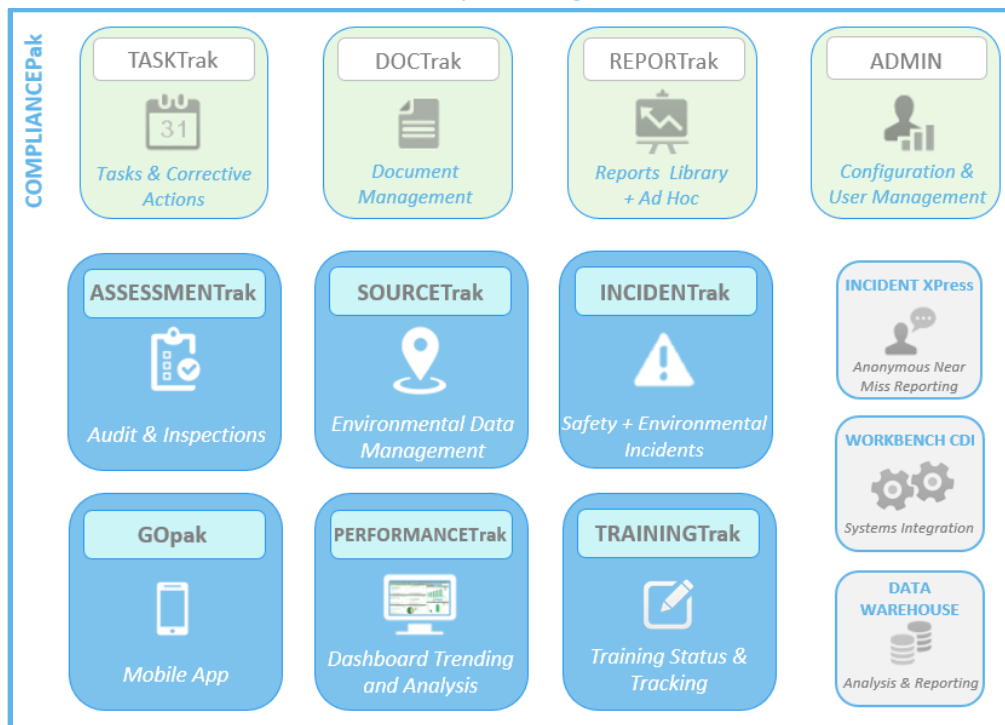 COMPLIANCEPak
TASKTrak
31
Tasks & Corrective
Actions
DOCTrak
Document
Management
REPORTrak
Reports Library
+ Ad Hoc
ADMIN
Configuration &
User Management
ASSESSMENTrak
Audit & Inspections
SOURCETrak
Environmental Data
Management
INCIDENTrak
Safety + Environmental
Incidents
INCIDENT XPress
Anonymous Near
Miss Reporting
WORKBENCH CDI
Systems Integration
GOpak
Mobile App
PERFORMANCETrak
Dashboard Trending
and Analysis
TRAININGTrak
Training Status &
Tracking
DATA
WAREHOUSE
Analysis & Reporting